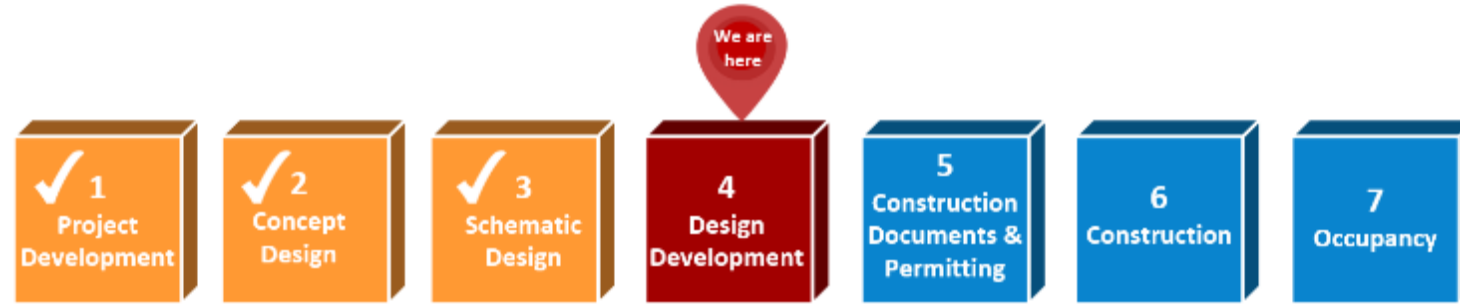 We are
here
1
Project
Development
2
Concept
Design
3
Schematic
Design
4
Design
Development
5
Construction
Documents &
Permitting
6
Construction
7
Occupancy